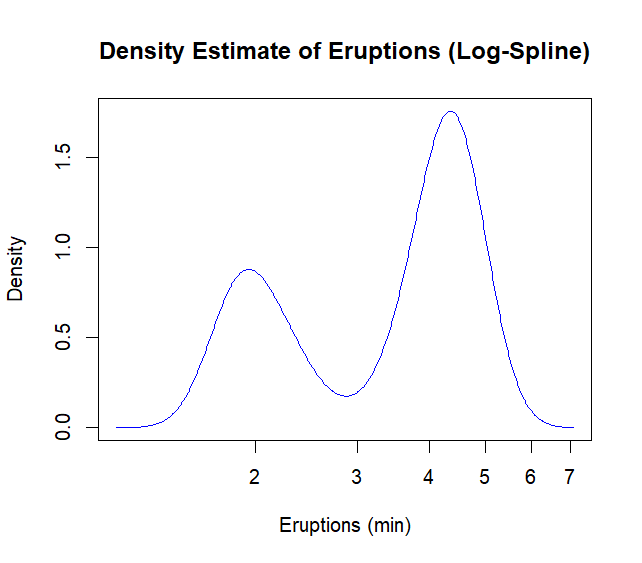 Density Estimate of Eruptions (Log-Spline)
Density
1.5
1.0
0.5
0.0
2 3 4 5 6 7
Eruptions (min)